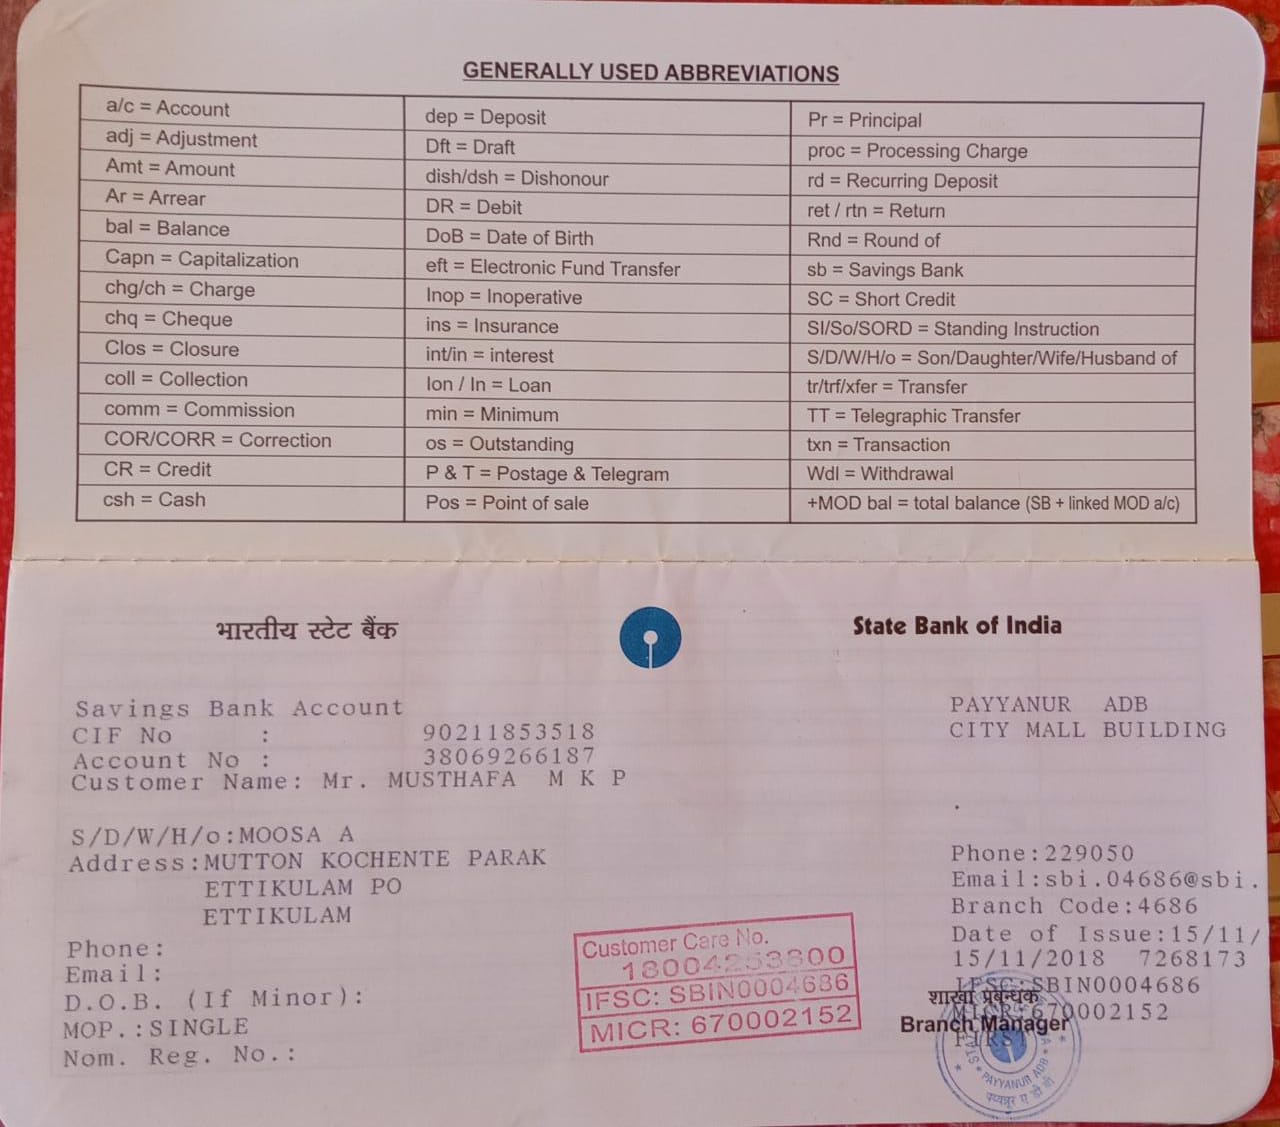 GENERALLY USED ABBREVIATIONS
a/c = Account
adj = Adjustment
Amt = Amount
Ar = Arrear
bal = Balance
Capn = Capitalization
chg/ch = Charge
chq = Cheque
Clos = Closure
coll = Collection
comm = Commission
COR/CORR = Correction
CR = Credit
csh = Cash
dep = Deposit
Dft = Draft
dish/dsh = Dishonour
DR = Debit
DoB = Date of Birth
eft = Electronic Fund Transfer
Inop = Inoperative
ins = Insurance
int/in = interest
lon / ln = Loan
min = Minimum
os = Outstanding
P & T = Postage & Telegram
Pos = Point of sale
Pr = Principal
proc = Processing Charge
rd = Recurring Deposit
ret / rtn = Return
Rnd = Round of
sb = Savings Bank
SC = Short Credit
SI/So/SORD = Standing Instruction
S/D/W/H/o = Son/Daughter/Wife/Husband of
tr/trf/xfer = Transfer
TT = Telegraphic Transfer
txn = Transaction
Wdl = Withdrawal
+MOD bal = total balance (SB + linked MOD a/c)
भारतीय स्टेट बैंक
State Bank of India
Savings Bank Account
CIF No : 90211853518
Account No : 38069266187
Customer Name: Mr. MUSTHAFA M K P
S/D/W/H/o:MOOSA A
Address:MUTTON KOCHENTE PARAK
ETTIKULAM PO
ETTIKULAM
Phone:
Email:
D.O.B. (If Minor):
MOP.:SINGLE
Nom. Reg. No.:
Customer Care No.
18004253800
IFSC: SBIN0004686
MICR: 670002152
PAYYANUR ADB
CITY MALL BUILDING
Phone:229050
Email:sbi.04686@sbi.
Branch Code:4686
Date of Issue:15/11/
15/11/2018 7268173
IFSC:SBIN0004686
शाखा प्रबन्धक
MICR:670002152
Branch Manager
FIRST
PAYYANUR ADB